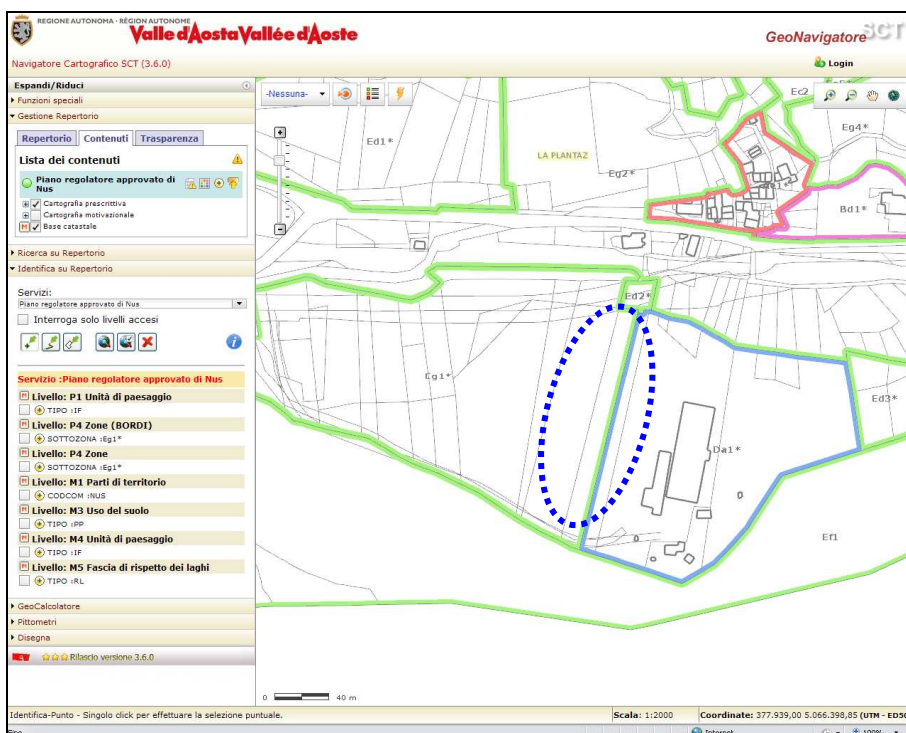 REGIONE AUTONOMA - RÉGION AUTONOME
Valle d'Aosta Vallée d'Aoste
GeoNavigatore SCT
Navigatore Cartografico SCT (3.6.0)
Login
Espandi/Riduci
Funzioni speciali
Gestione Repertorio
Repertorio Contenuti Trasparenza
Lista dei contenuti
Piano regolatore approvato di
Nus
Cartografia prescrittiva
Cartografia motivazionale
M Base catastale
Ricerca su Repertorio
Identifica su Repertorio
Servizi:
Piano regolatore approvato di Nus
Interroga solo livelli accesi
Servizio :Piano regolatore approvato di Nus
M Livello: P1 Unità di paesaggio
TIPO :IF
M Livello: P4 Zone (BORDI)
SOTTOZONA :Eg1*
M Livello: P4 Zone
SOTTOZONA :Eg1*
M Livello: M1 Parti di territorio
CODCOM :NUS
M Livello: M3 Uso del suolo
TIPO :PP
M Livello: M4 Unità di paesaggio
TIPO :IF
M Livello: M5 Fascia di rispetto dei laghi
TIPO :RL
GeoCalcolatore
Pittometri
Disegna
Rilascio versione 3.6.0
-Nessuna-
Ec2
Ed1*
LA PLANTAZ
Eg4*
Eg2*
Bd1*
Ed2*
Eg1*
Ed3*
Da1*
Ef1
0 40 m
Identifica-Punto - Singolo click per effettuare la selezione puntuale.
Scala: 1:2000
Coordinate: 377.939,00 5.066.398,85 (UTM - ED50
Internet
100%